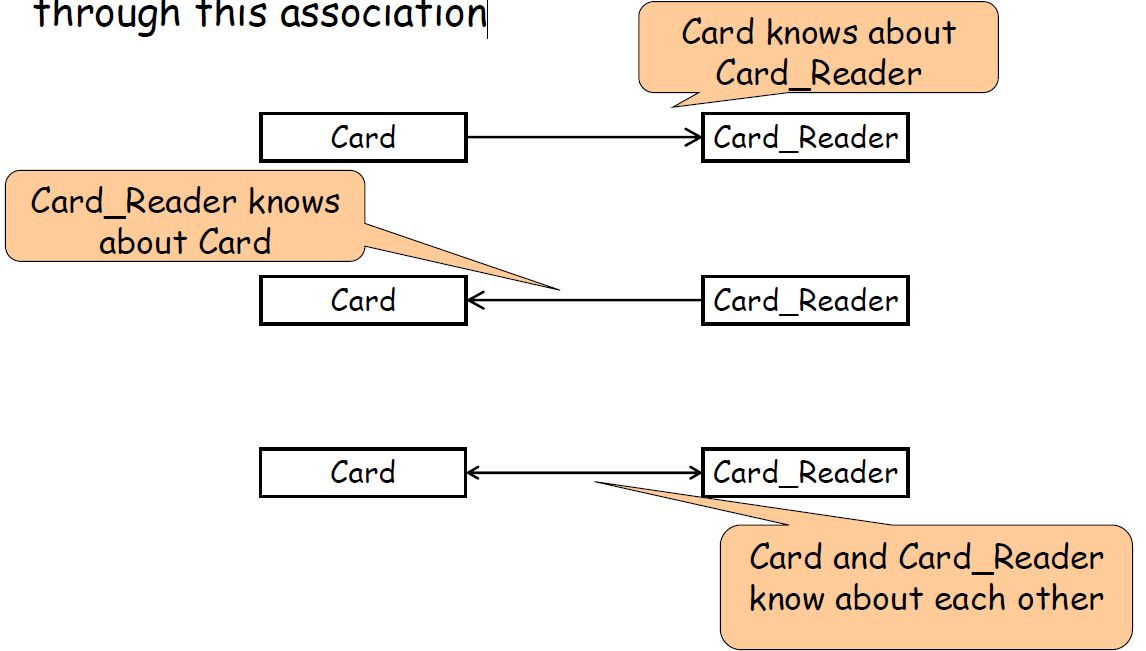 through this association
Card knows about
Card_Reader
Card
Card_Reader
Card_Reader knows
about Card
Card
Card_Reader
Card
Card_Reader
Card and Card_Reader
know about each other